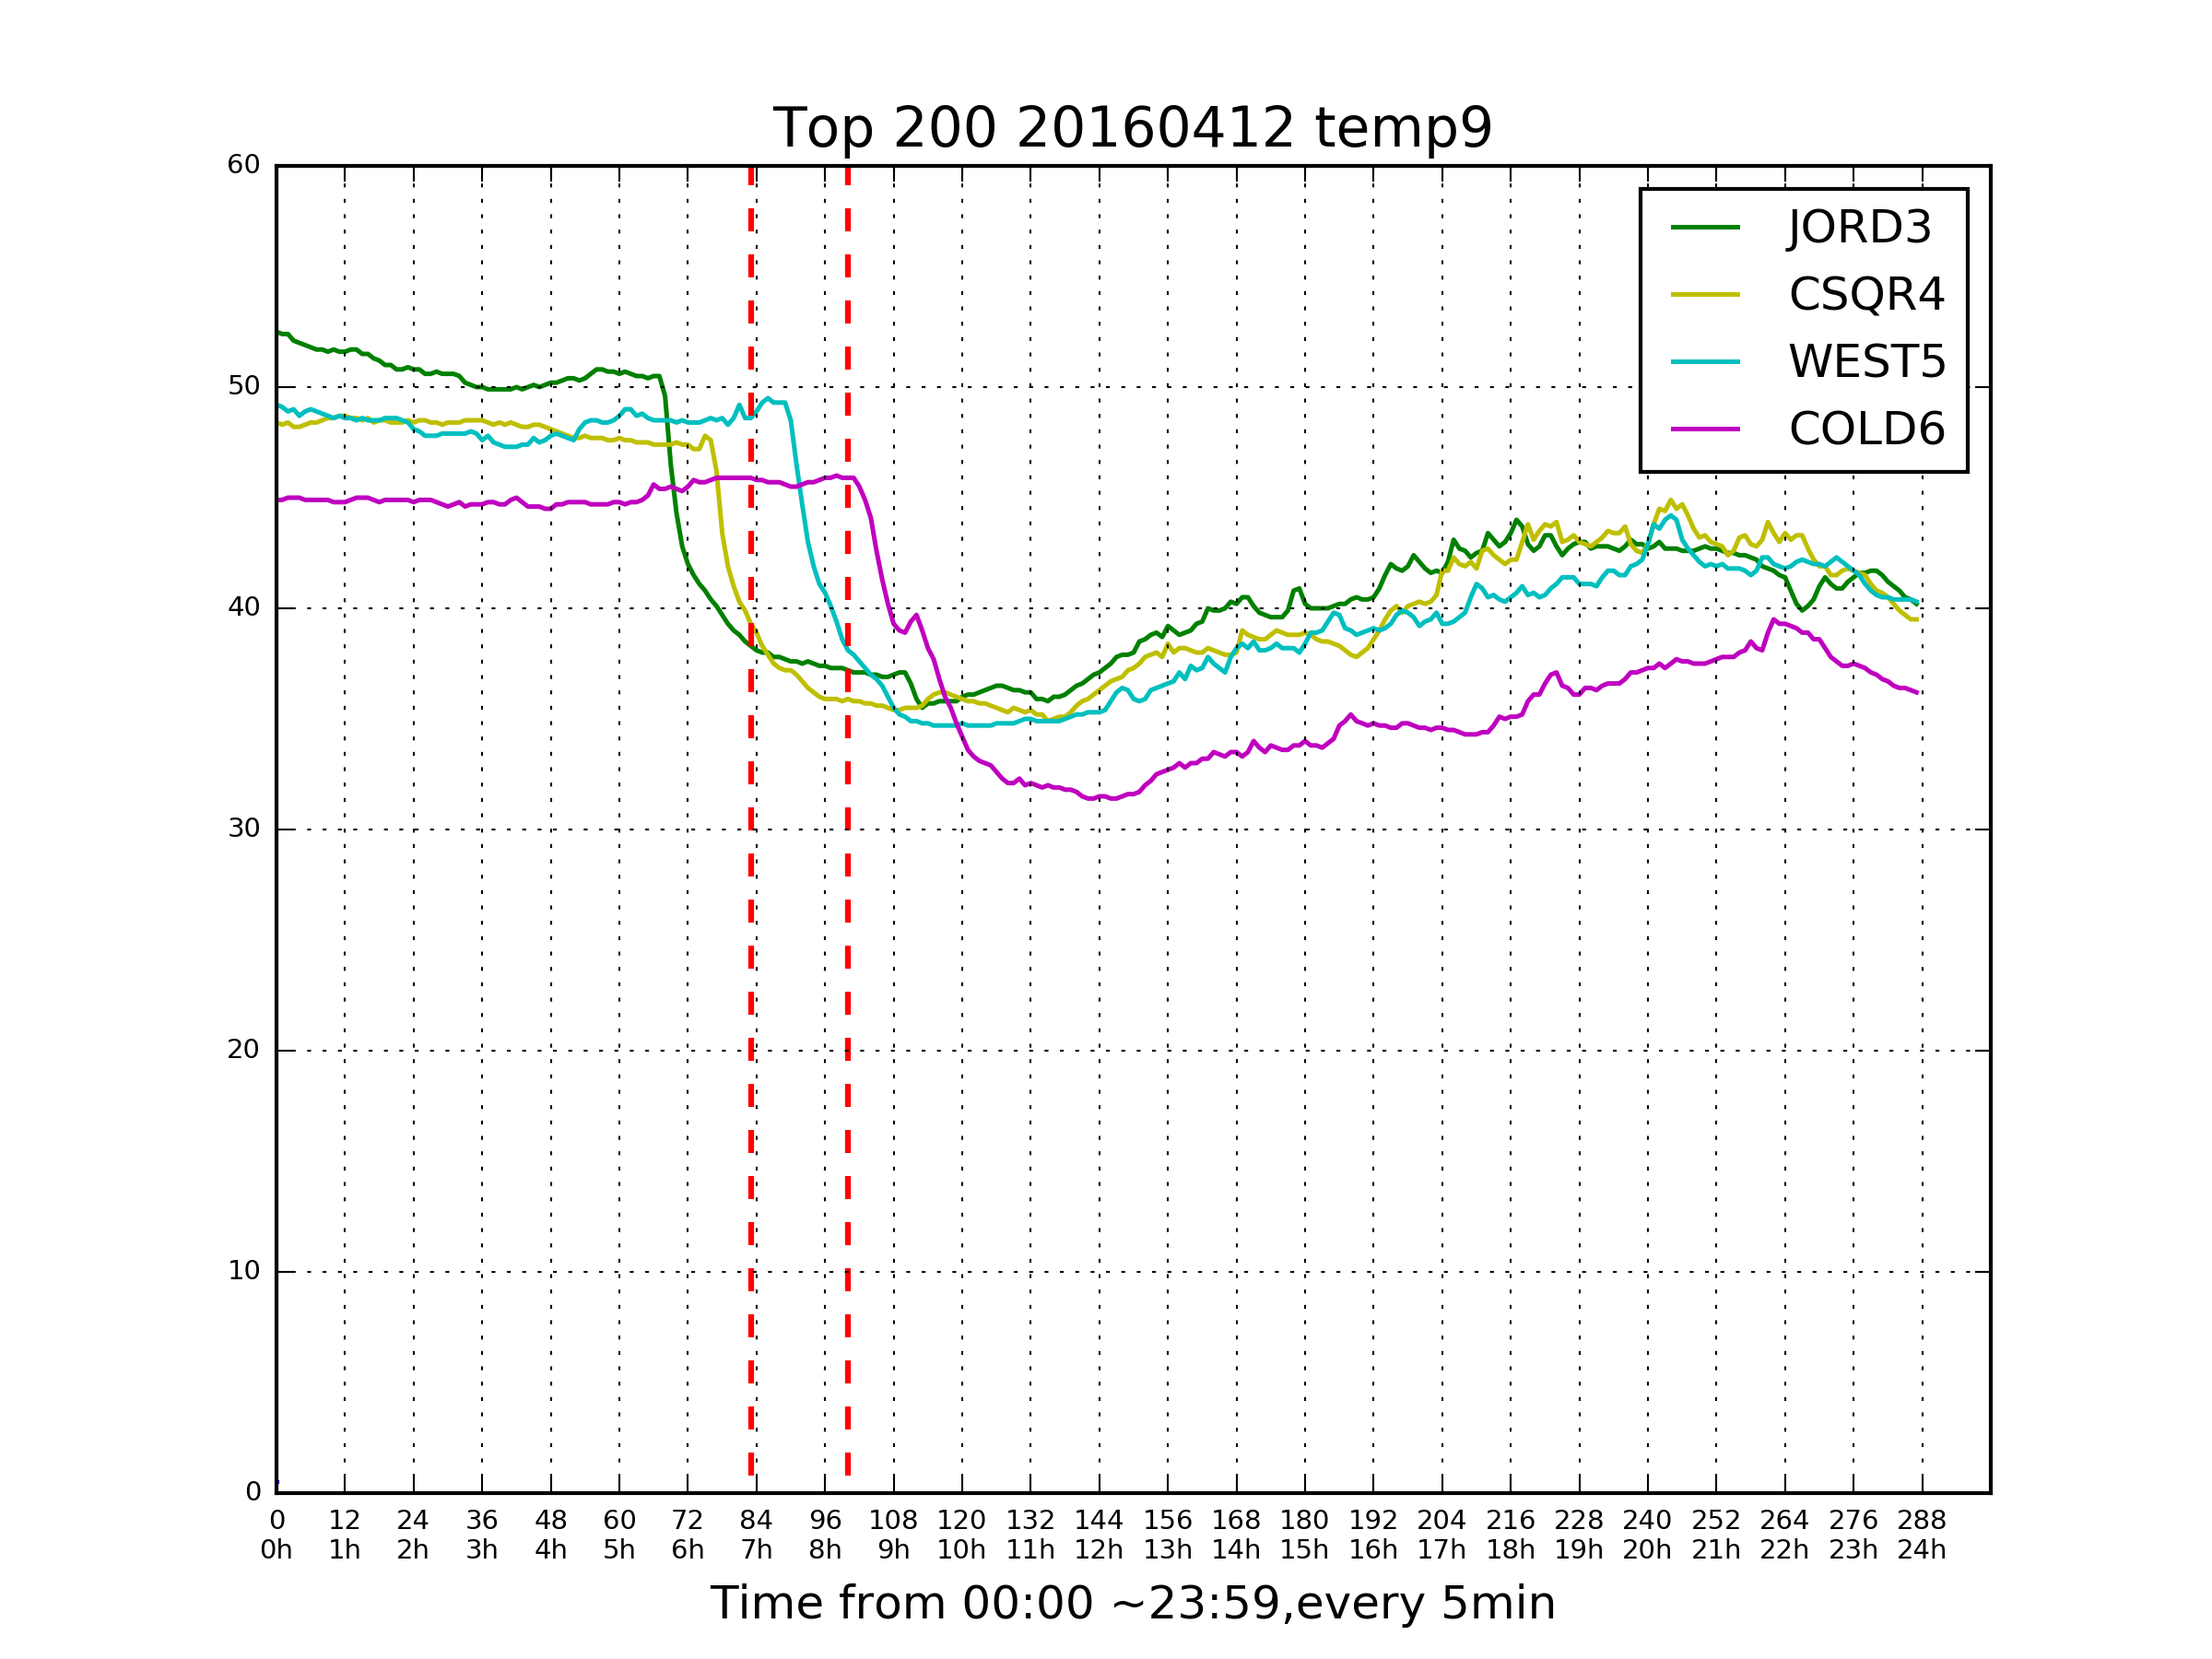 Top 200 20160412 temp9
60
50
40
30
20
10
0
JORD3
CSQR4
WEST5
COLD6
0 12 24 36 48 60 72 84 96 108 120 132 144 156 168 180 192 204 216 228 240 252 264 276 288
0h 1h 2h 3h 4h 5h 6h 7h 8h 9h 10h 11h 12h 13h 14h 15h 16h 17h 18h 19h 20h 21h 22h 23h 24h
Time from 00:00 ~23:59,every 5min